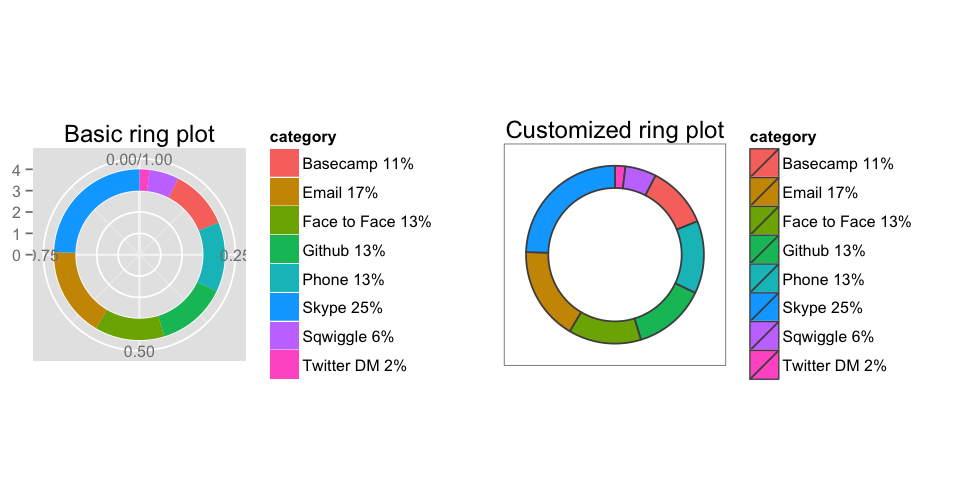 Basic ring plot
0.00/1.00
4
3
2
1
0
0.75
0.25
0.50
category
Basecamp 11%
Email 17%
Face to Face 13%
Github 13%
Phone 13%
Skype 25%
Sqwiggle 6%
Twitter DM 2%
Customized ring plot
category
Basecamp 11%
Email 17%
Face to Face 13%
Github 13%
Phone 13%
Skype 25%
Sqwiggle 6%
Twitter DM 2%